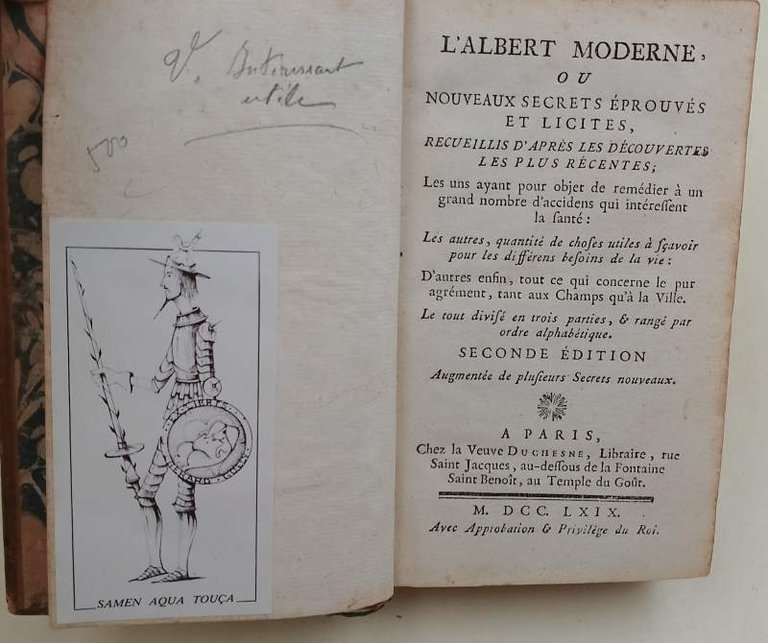 500
SAMEN AQUA TOUÇA
L'ALBERT MODERNE,
OU
NOUVEAUX SECRETS ÉPROUVÉS
ET LICITES,
RECUEILLIS D'APRÈS LES DÉCOUVERTES
LES PLUS RÉCENTES;
Les uns ayant pour objet de remédier à un
grand nombre d'accidens qui intéreſſent
la ſanté :
Les autres, quantité de choſes utiles à ſçavoir
pour les différens beſoins de la vie :
D'autres enfin, tout ce qui concerne le pur
agrément, tant aux Champs qu'à la Ville.
Le tout diviſé en trois parties, & rangé par
ordre alphabétique.
SECONDE ÉDITION
Augmentée de pluſieurs Secrets nouveaux.
A PARIS,
Chez la Veuve DUCHESNE, Libraire, rue
Saint Jacques, au-deſſous de la Fontaine
Saint Benoît, au Temple du Goût.
M. DCC. LXIX.
Avec Approbation & Privilége du Roi.